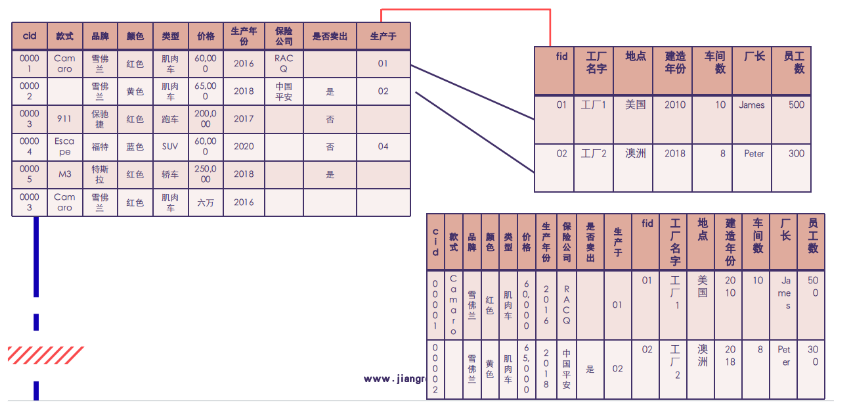 cid 款式 品牌 颜色 类型 价格 生产年份 保险公司 是否卖出 生产于
00001 Camaro 雪佛兰 红色 肌肉车 60,000 2016 RACQ 01
00002 雪佛兰 黄色 肌肉车 65,000 2018 中国平安 是 02
00003 911 保驰捷 红色 跑车 200,000 2017 否
00004 Escape 福特 蓝色 SUV 60,000 2020 否 04
00005 M3 特斯拉 红色 轿车 250,000 2018 是
00003 Camaro 雪佛兰 红色 肌肉车 六万 2016
fid 工厂名字 地点 建造年份 车间数 厂长 员工数
01 工厂1 美国 2010 10 James 500
02 工厂2 澳洲 2018 8 Peter 300
cid 款式 品牌 颜色 类型 价格 生产年份 保险公司 是否卖出 生产于 fid 工厂名字 地点 建造年份 车间数 厂长 员工数
00001 Camaro 雪佛兰 红色 肌肉车 60,000 2016 RACQ 01 01 工厂1 美国 2010 10 James 500
00002 雪佛兰 黄色 肌肉车 65,000 2018 中国平安 是 02 02 工厂2 澳洲 2018 8 Peter 300